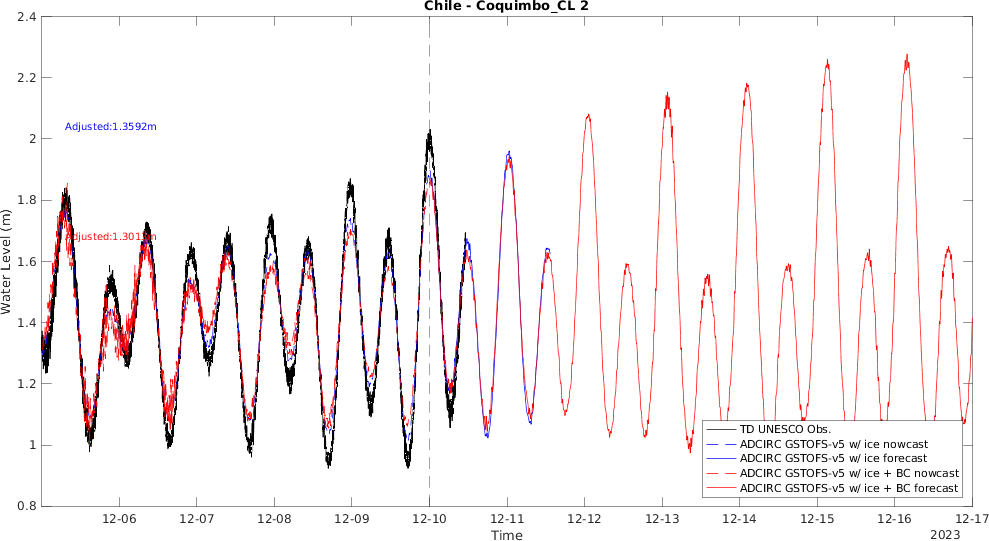 Chile - Coquimbo_CL 2
2.4
2.2
2
1.8
1.6
1.4
1.2
1
0.8
Water Level (m)
Adjusted:1.3592m
12-06
12-07
12-08
12-09
12-10
12-11
12-12
12-13
12-14
12-15
12-16
12-17
Time
2023
TD UNESCO Obs.
ADCIRC GSTOFS-v5 w/ ice nowcast
ADCIRC GSTOFS-v5 w/ ice forecast
ADCIRC GSTOFS-v5 w/ ice + BC nowcast
ADCIRC GSTOFS-v5 w/ ice + BC forecast